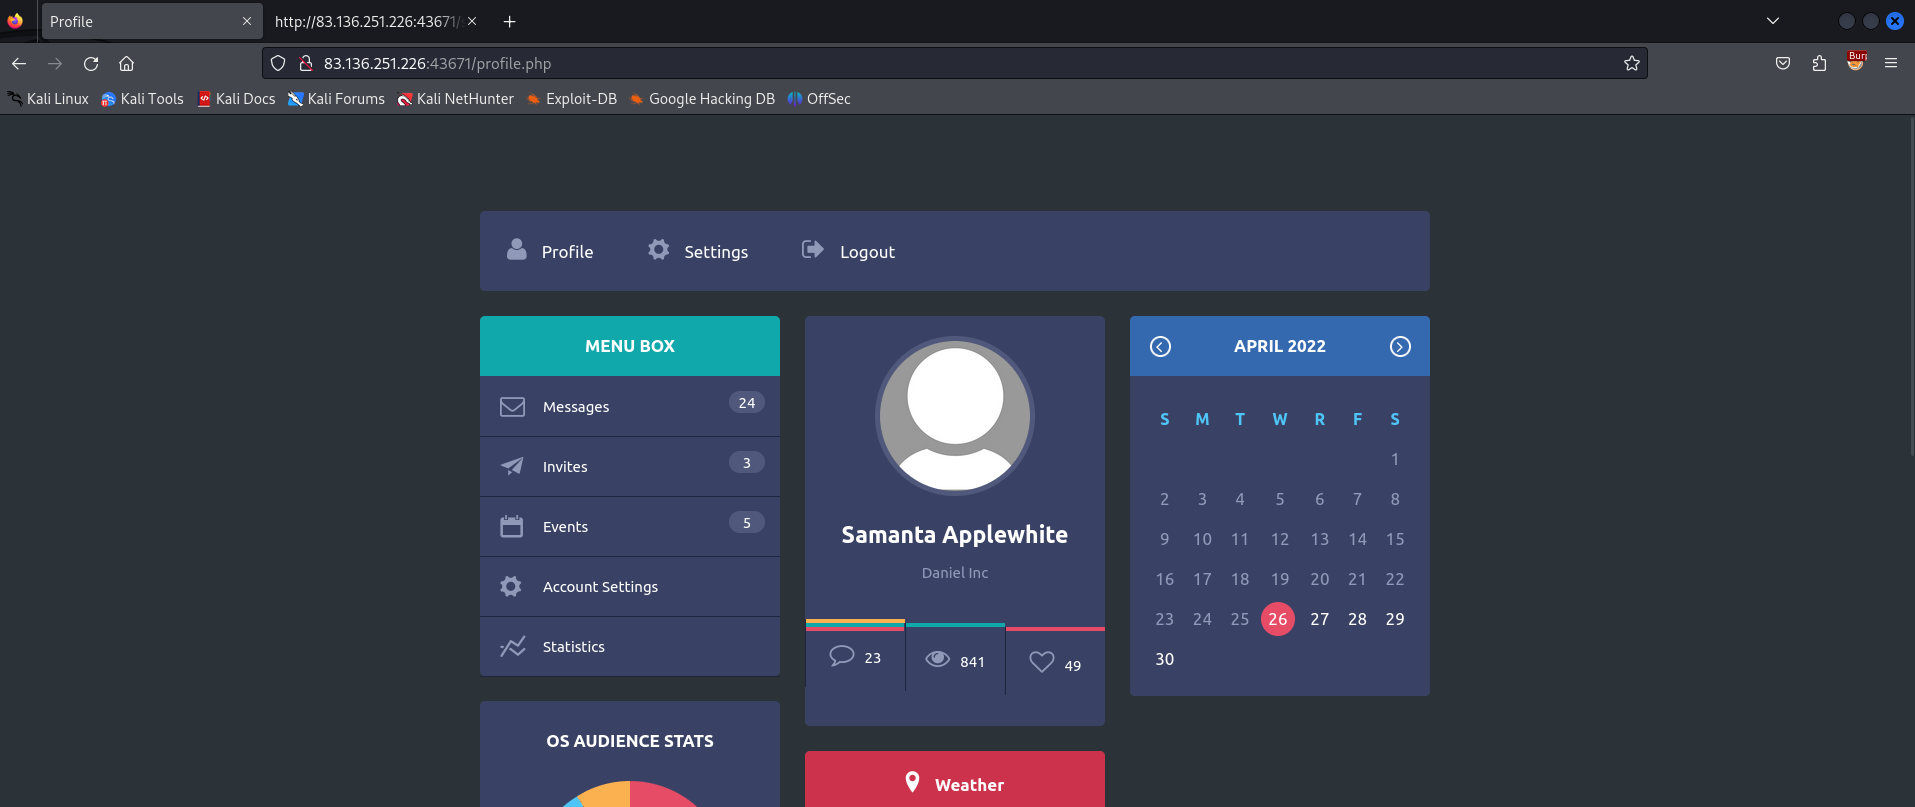 Profile
http://83.136.251.226:43671/
83.136.251.226:43671/profile.php
Burp
Kali Linux Kali Tools Kali Docs Kali Forums Kali NetHunter Exploit-DB Google Hacking DB OffSec
Profile Settings Logout
MENU BOX
Messages 24
Invites 3
Events 5
Account Settings
Statistics
OS AUDIENCE STATS
Samanta Applewhite
Daniel Inc
23 841 49
Weather
APRIL 2022
S M T W R F S
1
2 3 4 5 6 7 8
9 10 11 12 13 14 15
16 17 18 19 20 21 22
23 24 25 26 27 28 29
30